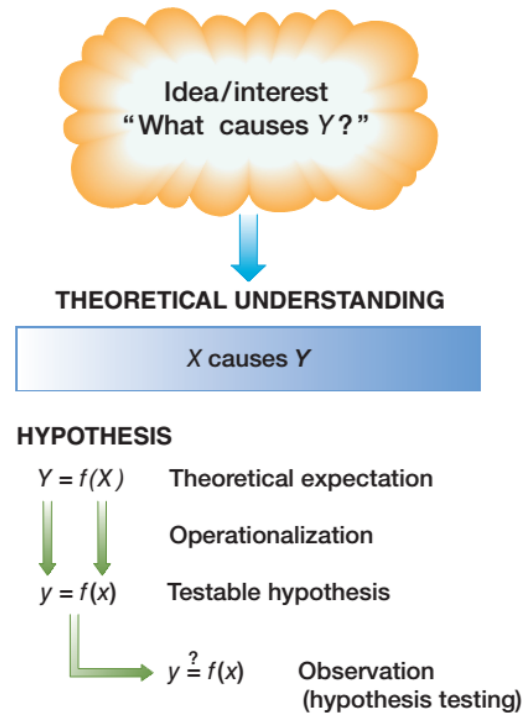 Idea/interest
“What causes Y?”
THEORETICAL UNDERSTANDING
X causes Y
HYPOTHESIS
Y = f(X) Theoretical expectation
Operationalization
y = f(x) Testable hypothesis
y ≟ f(x) Observation
(hypothesis testing)